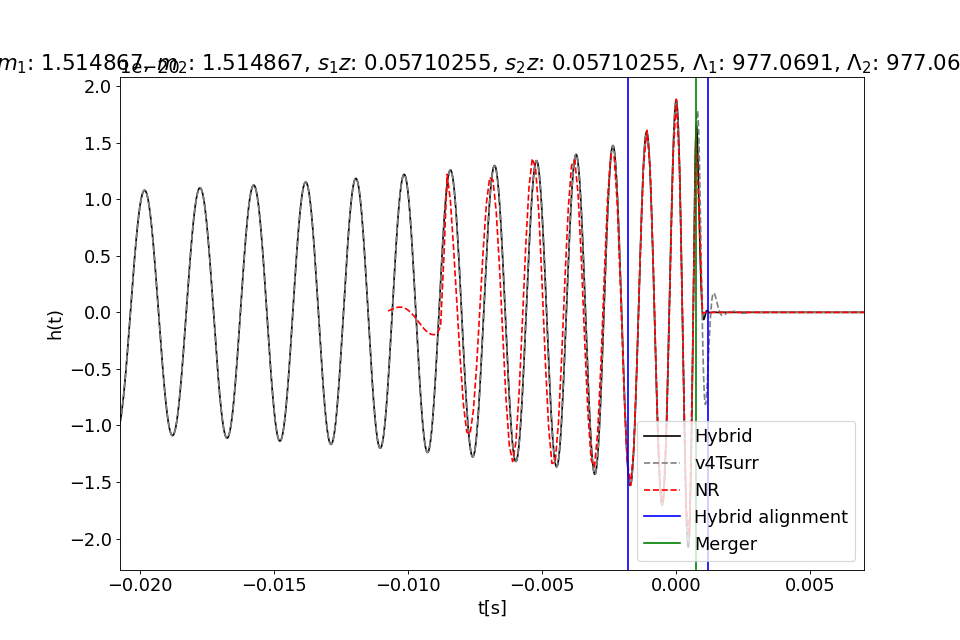 m₁: 1.514867, m₂: 1.514867, s₁z: 0.05710255, s₂z: 0.05710255, Λ₁: 977.0691, Λ₂: 977.06
1e−20
2.0
1.5
1.0
0.5
0.0
−0.5
−1.0
−1.5
−2.0
h(t)
Hybrid
v4Tsurr
NR
Hybrid alignment
Merger
−0.020
−0.015
−0.010
−0.005
0.000
0.005
t[s]